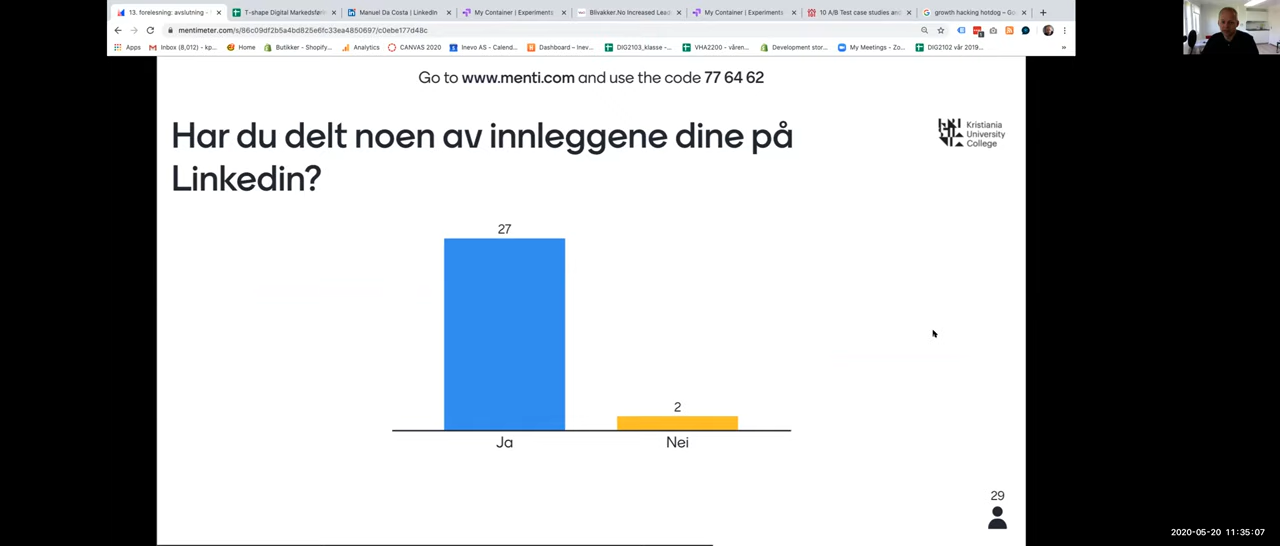 13. forelesning: avslutning -
T-shape Digital Markedsføri
Manuel Da Costa | LinkedIn
My Container | Experiments
Blivakker.No Increased Lead
My Container | Experiments
10 A/B Test case studies and
growth hacking hotdog – Go
mentimeter.com/s/86c09df2b5a4bd825e6fc33ea4850697/c0ebe177d48c
Apps
Inbox (8,012) - kp...
Home
Butikker - Shopify...
Analytics
CANVAS 2020
Inevo AS - Calend...
Dashboard – Inev...
DIG2103_klasse -...
VHA2200 - våren...
Development stor...
My Meetings - Zo...
DIG2102 vår 2019...
Go to www.menti.com and use the code 77 64 62
Har du delt noen av innleggene dine på
Linkedin?
Kristiania
University
College
27
2
Ja
Nei
29
2020-05-20 11:35:07